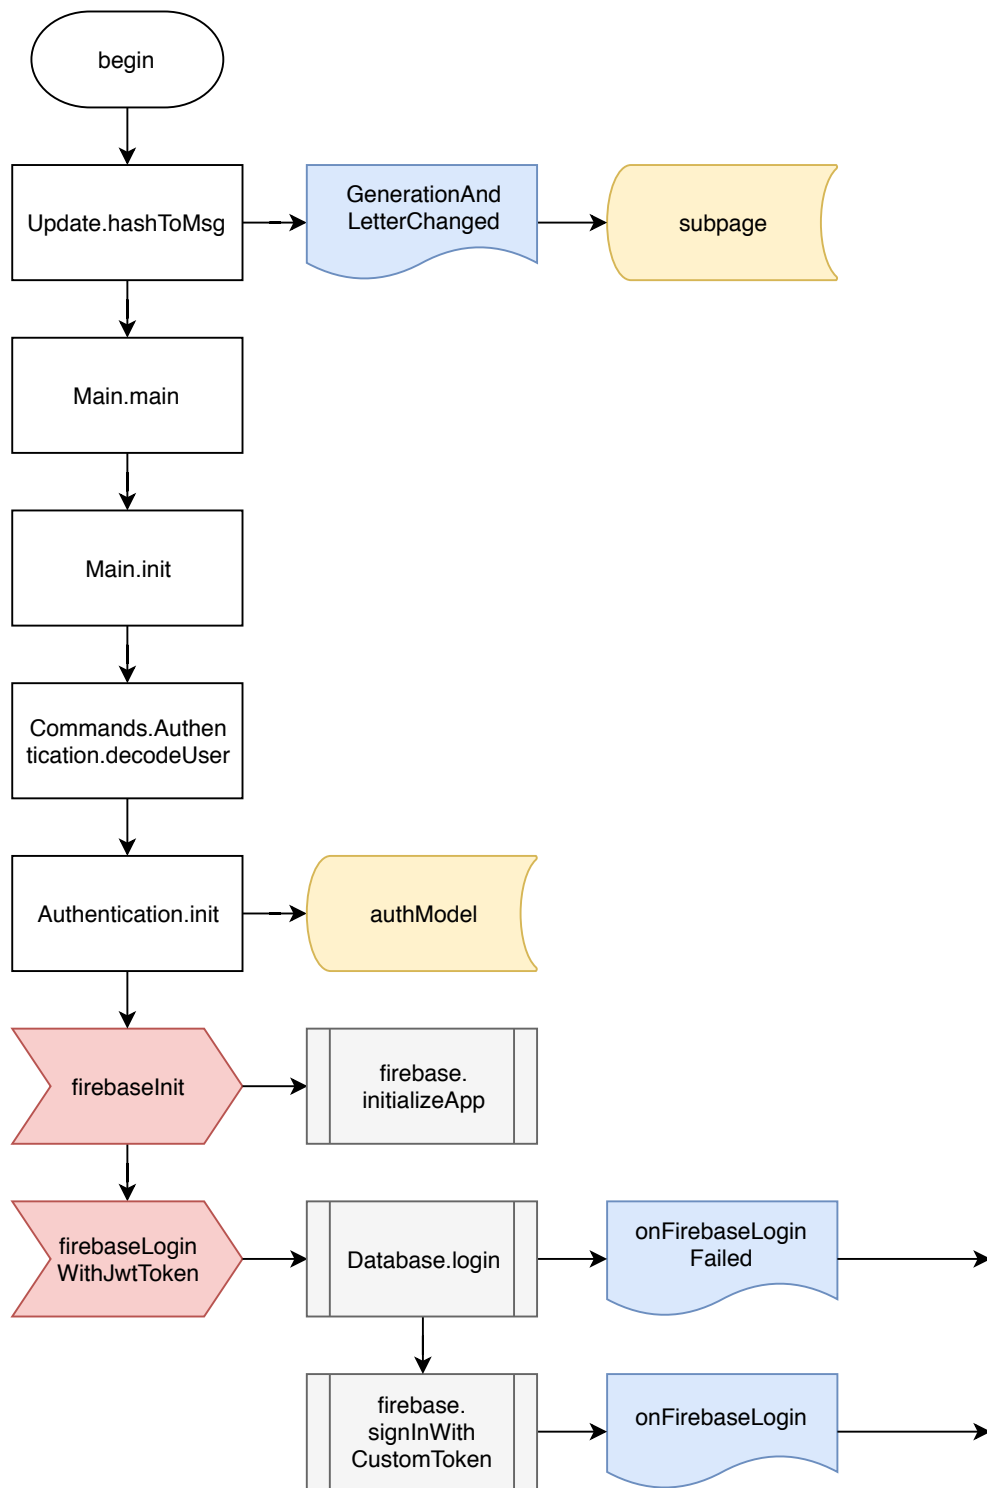 begin
Update.hashToMsg
GenerationAnd
LetterChanged
subpage
Main.main
Main.init
Commands.Authen
tication.decodeUser
Authentication.init
authModel
firebaseInit
firebase.
initializeApp
firebaseLogin
WithJwtToken
Database.login
onFirebaseLogin
Failed
firebase.
signInWith
CustomToken
onFirebaseLogin